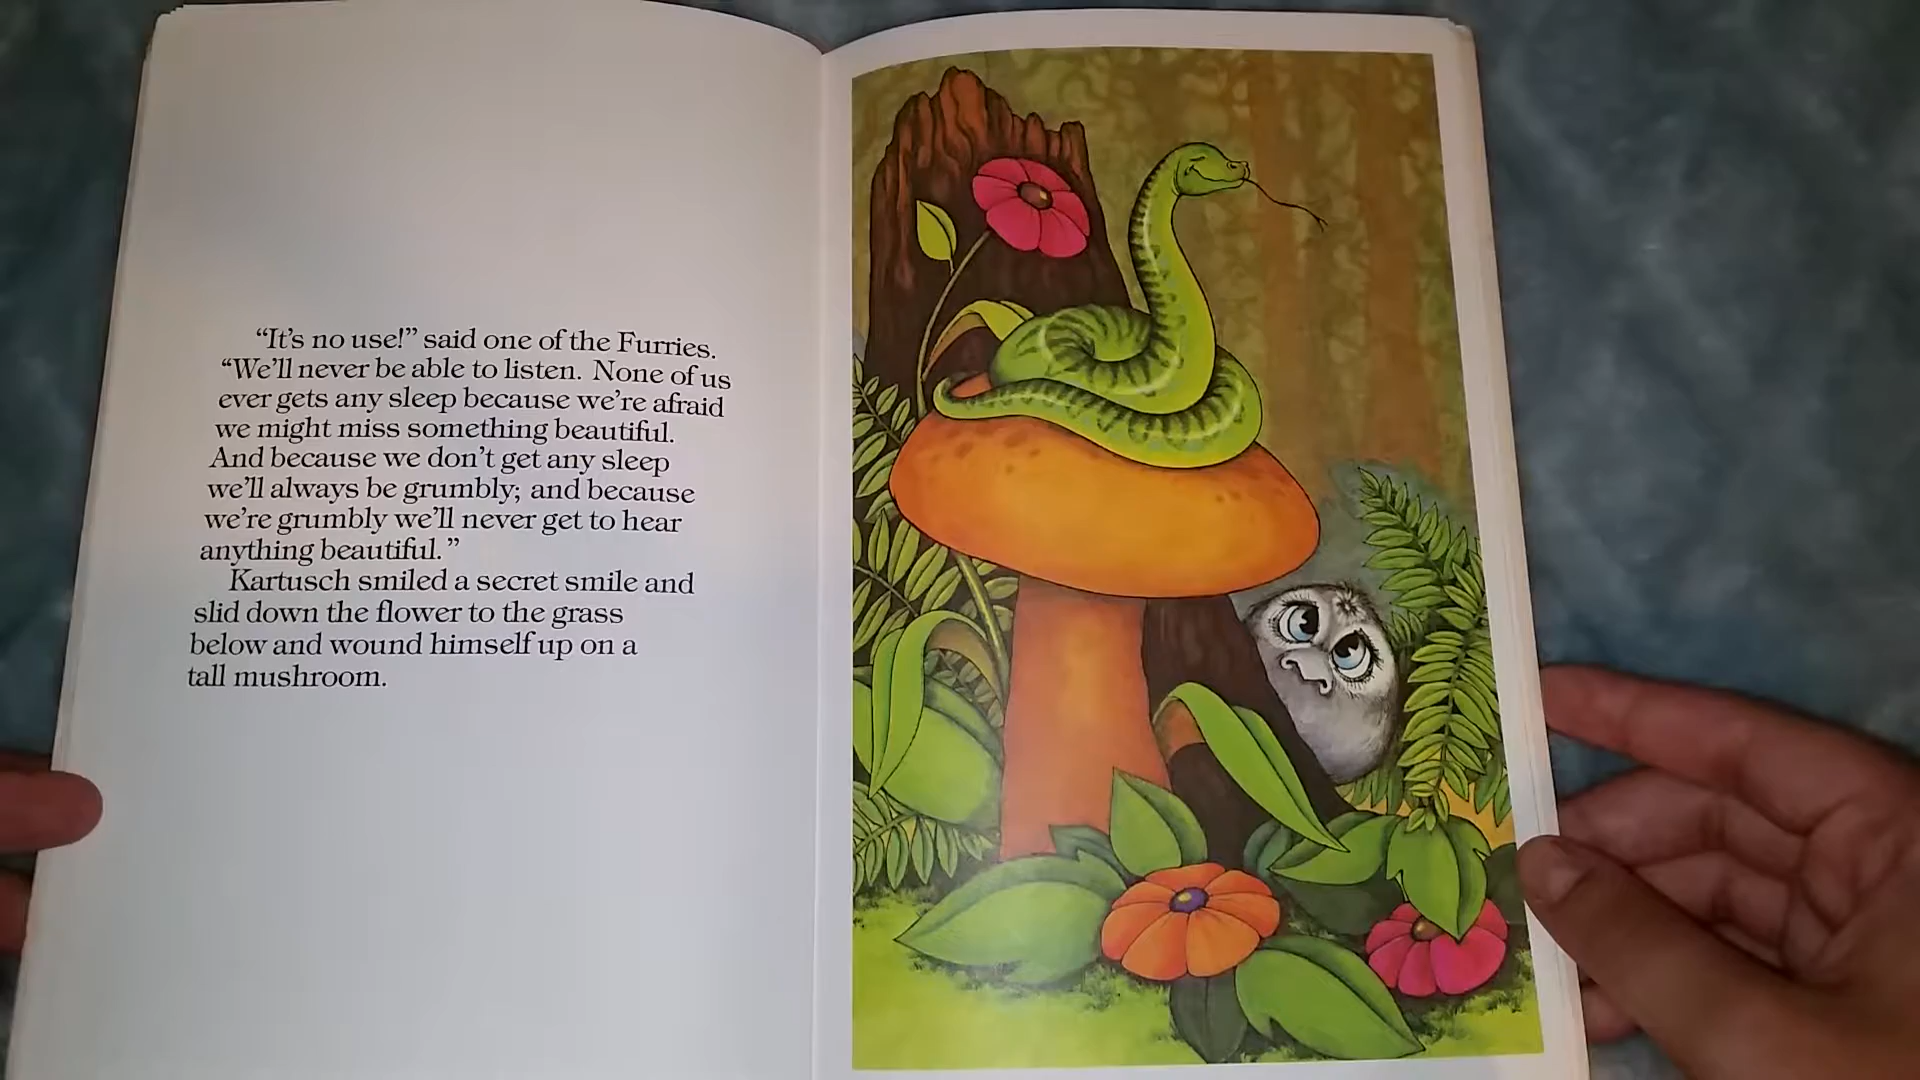 “It’s no use!” said one of the Furries.
“We’ll never be able to listen. None of us
ever gets any sleep because we’re afraid
we might miss something beautiful.
And because we don’t get any sleep
we’ll always be grumbly; and because
we’re grumbly we’ll never get to hear
anything beautiful.”
Kartusch smiled a secret smile and
slid down the flower to the grass
below and wound himself up on a
tall mushroom.